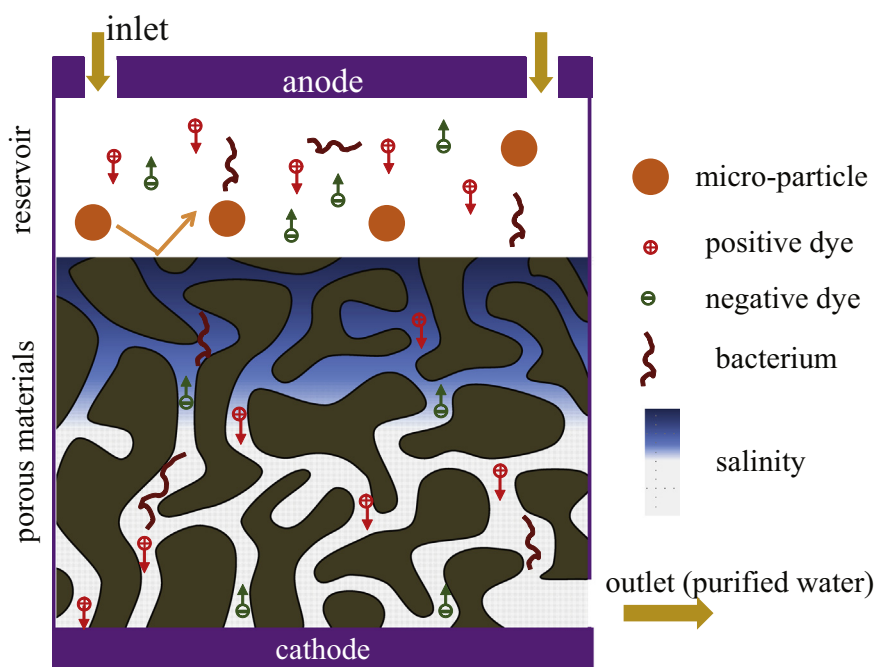 inlet
anode
reservoir
micro-particle
positive dye
negative dye
bacterium
salinity
porous materials
outlet (purified water)
cathode